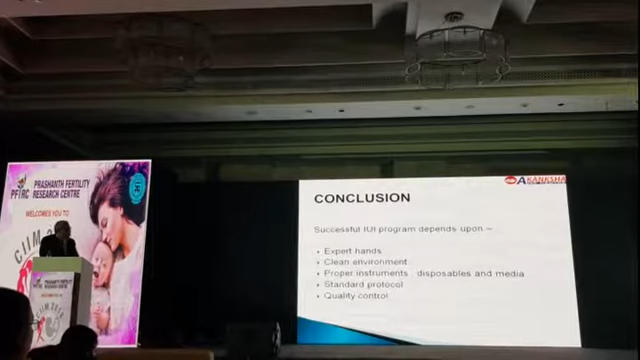 PRASHANTH FERTILITY
RESEARCH CENTRE
PFRC
WELCOMES YOU TO
CONCLUSION
AKANKSHA
Successful IUI program depends upon –
• Expert hands
• Clean environment
• Proper instruments , disposables and media
• Standard protocol
• Quality control